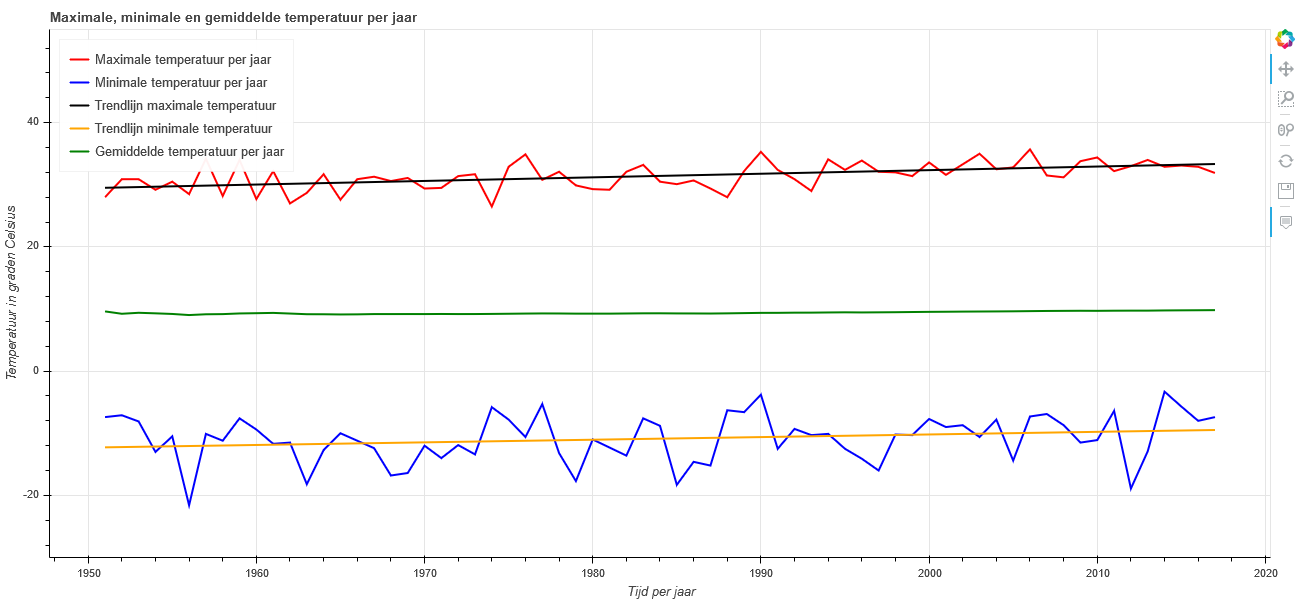 Maximale, minimale en gemiddelde temperatuur per jaar
Maximale temperatuur per jaar
Minimale temperatuur per jaar
Trendlijn maximale temperatuur
Trendlijn minimale temperatuur
Gemiddelde temperatuur per jaar
Temperatuur in graden Celsius
40
20
0
-20
1950 1960 1970 1980 1990 2000 2010 2020
Tijd per jaar